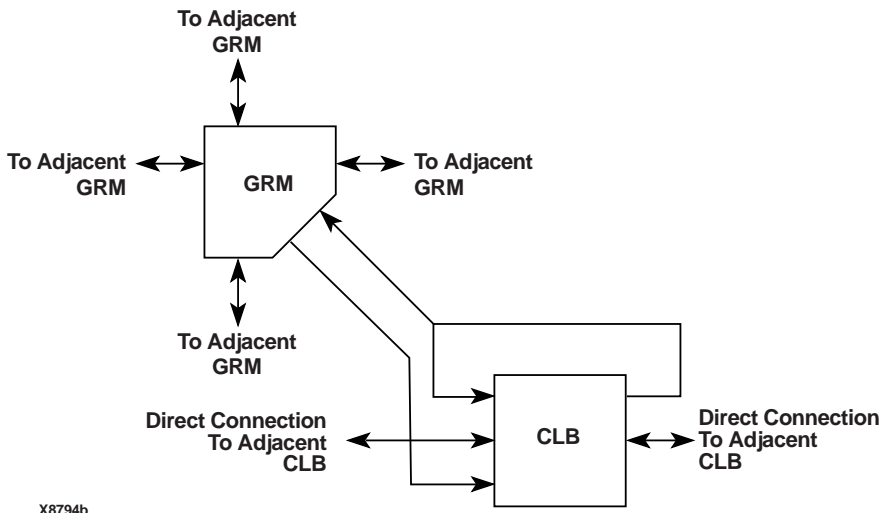 To Adjacent
GRM
To Adjacent
GRM
GRM
To Adjacent
GRM
To Adjacent
GRM
Direct Connection
To Adjacent
CLB
CLB
Direct Connection
To Adjacent
CLB
X8794b